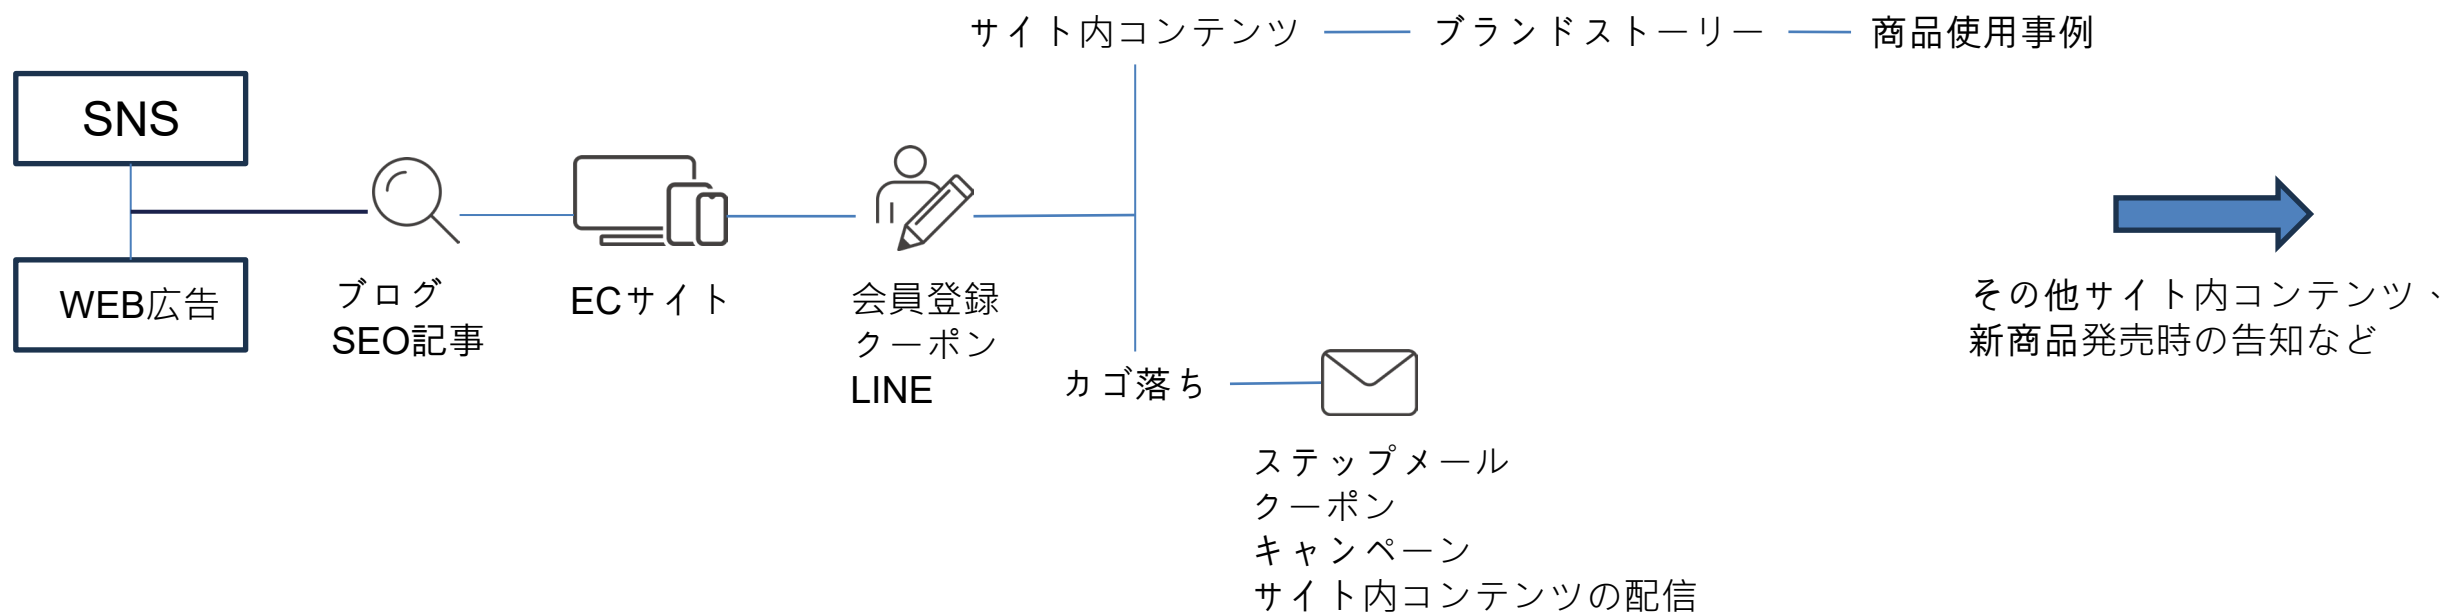 サイト内コンテンツ
ブランドストーリー
商品使用事例
SNS
WEB広告
ブログ
SEO記事
ECサイト
会員登録
クーポン
LINE
カゴ落ち
ステップメール
クーポン
キャンペーン
サイト内コンテンツの配信
その他サイト内コンテンツ、
新商品発売時の告知など